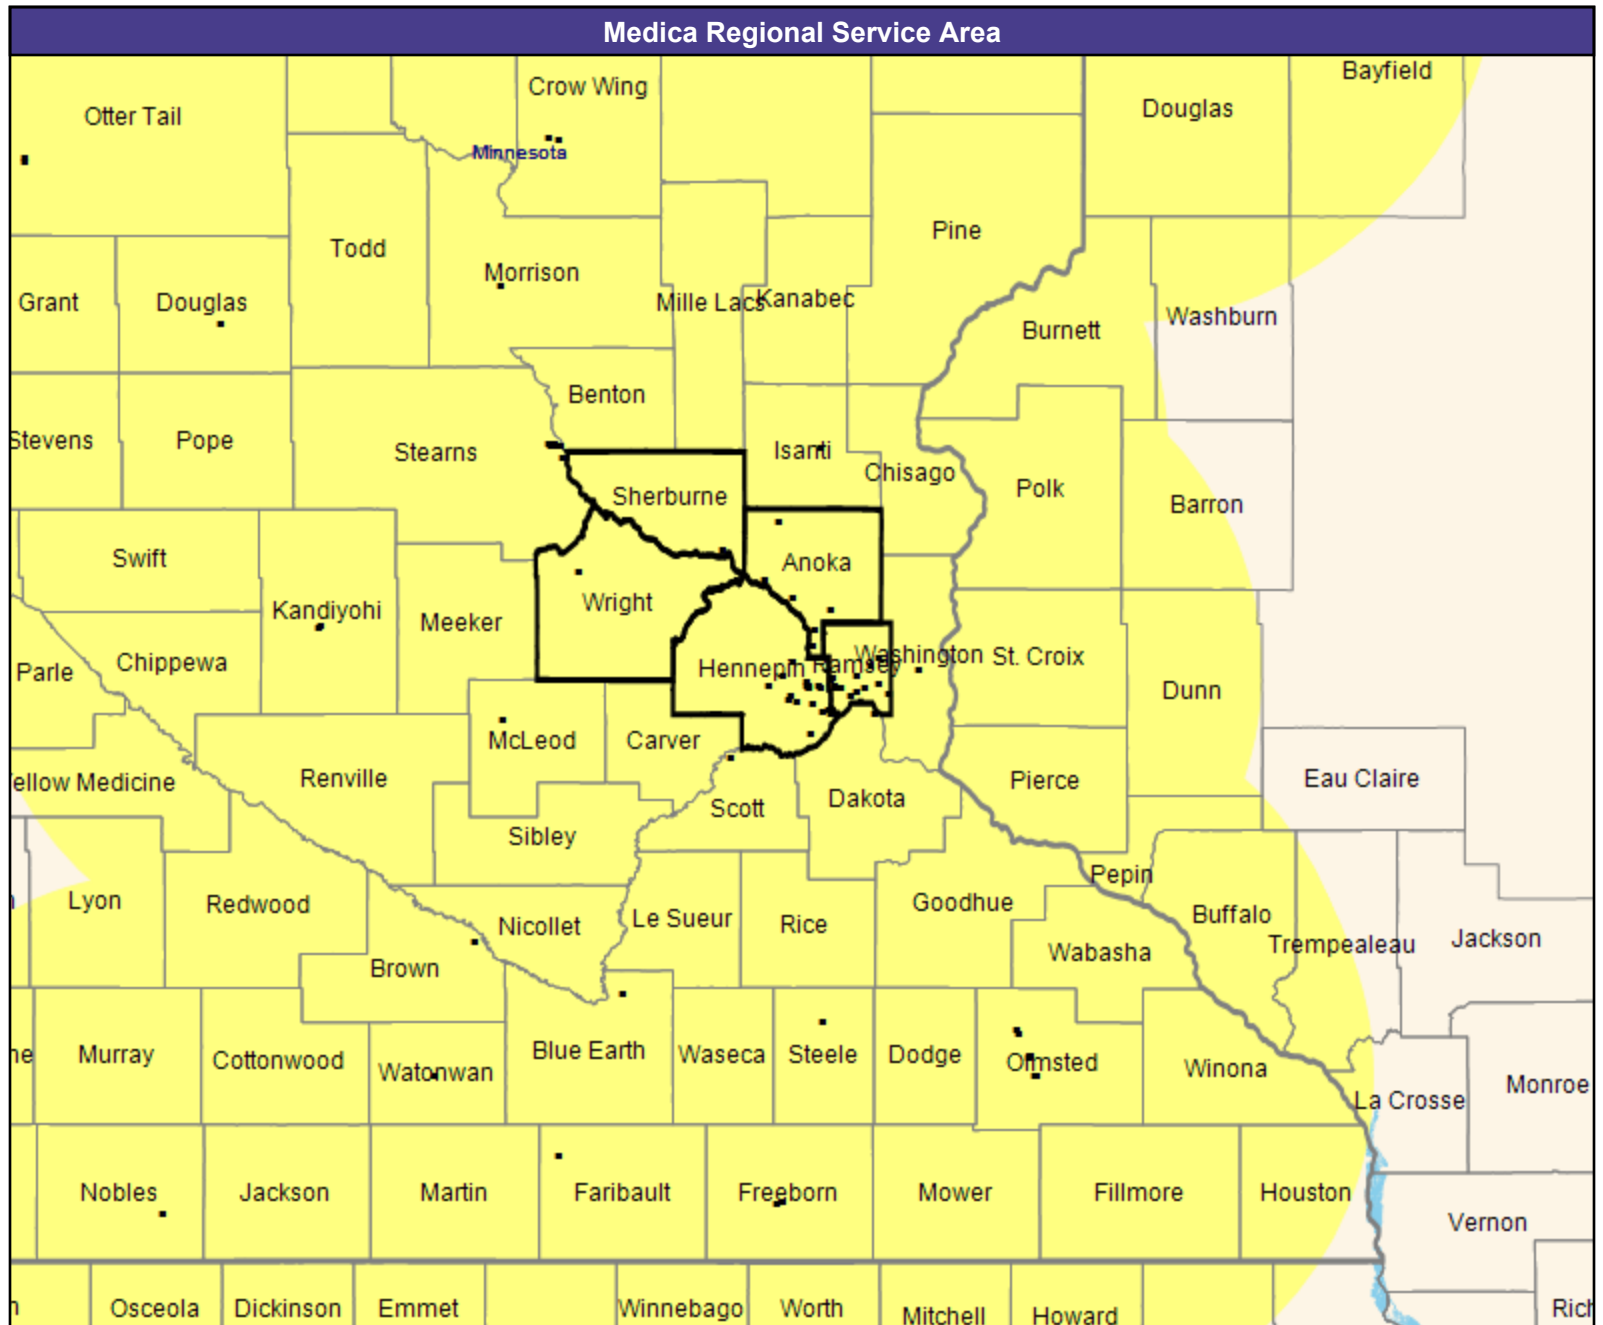 Medica Regional Service Area
Bayfield
Crow Wing
Douglas
Otter Tail
Minnesota
Pine
Todd
Morrison
Grant
Douglas
Mille Lacs
Kanabec
Washburn
Burnett
Benton
Stevens
Pope
Stearns
Isanti
Chisago
Sherburne
Polk
Barron
Swift
Anoka
Wright
Kandiyohi
Meeker
Chippewa
Parle
Hennepin
Ramsey
Washington
St. Croix
Dunn
McLeod
Carver
Renville
ellow Medicine
Pierce
Eau Claire
Scott
Dakota
Sibley
Pepin
Lyon
Redwood
Nicollet
Le Sueur
Rice
Goodhue
Buffalo
Trempealeau
Jackson
Wabasha
Brown
ne
Murray
Cottonwood
Watonwan
Blue Earth
Waseca
Steele
Dodge
Olmsted
Winona
La Crosse
Monroe
Nobles
Jackson
Martin
Faribault
Freeborn
Mower
Fillmore
Houston
Vernon
n
Osceola
Dickinson
Emmet
Winnebago
Worth
Mitchell
Howard
Rich